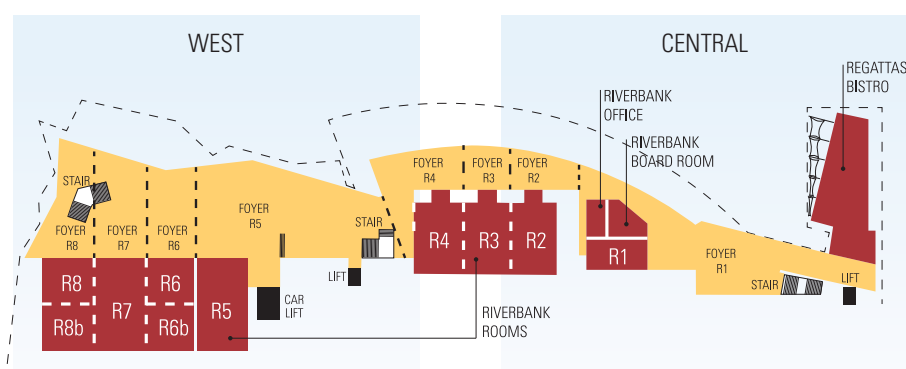 WEST
CENTRAL
REGATTAS
BISTRO
RIVERBANK
OFFICE
RIVERBANK
BOARD ROOM
STAIR
FOYER
R8
FOYER
R7
FOYER
R6
FOYER
R5
FOYER
R4
FOYER
R3
FOYER
R2
STAIR
LIFT
R4
R3
R2
R1
FOYER
R1
STAIR
LIFT
R8
R8b
R7
R6
R6b
R5
CAR
LIFT
RIVERBANK
ROOMS